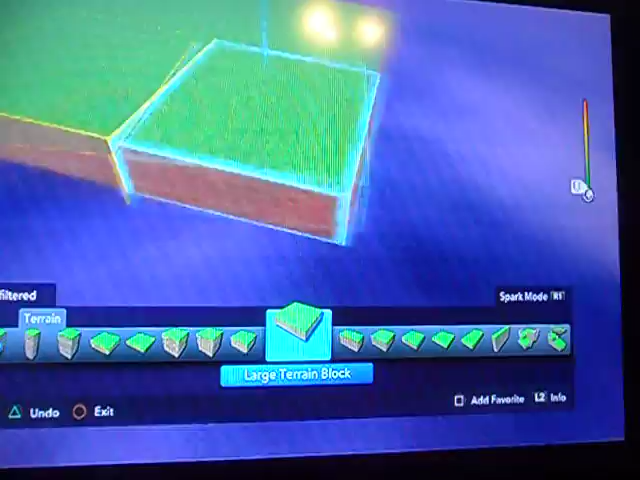 filtered
Spark Mode R1
Terrain
Large Terrain Block
Undo
Exit
Add Favorite
L2 Info